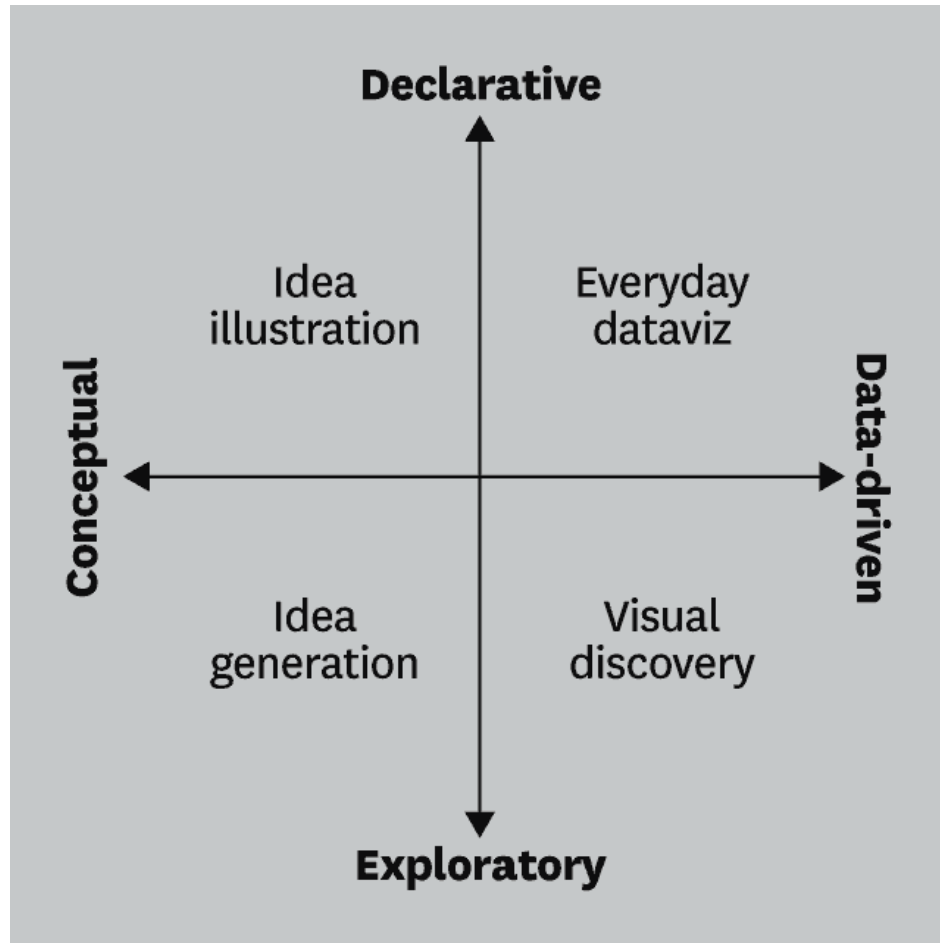 Declarative
Idea
illustration
Everyday
dataviz
Conceptual
Data-driven
Idea
generation
Visual
discovery
Exploratory